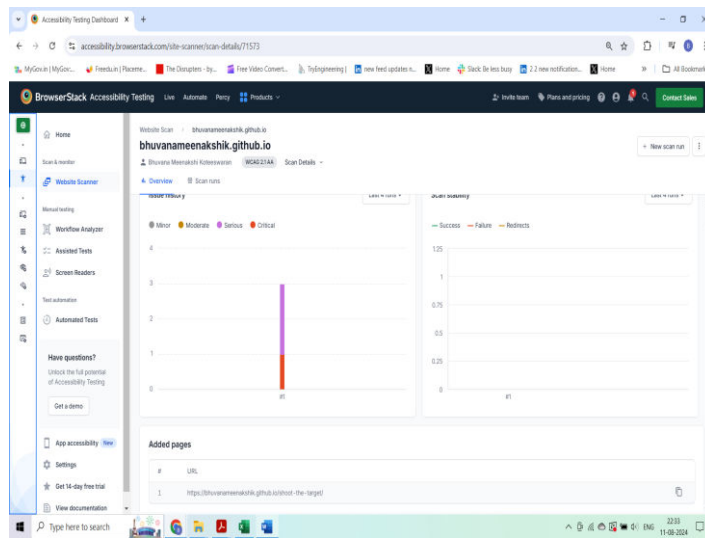 Accessibility Testing Dashboard
accessibility.browserstack.com/site-scanner/scan-details/71573
MyGov.in | MyGov:...
Freedu.in | Placeme...
The Disrupters - by...
Free Video Convert...
TryEngineering |
new feed updates n...
Home
Slack: Be less busy
2 2 new notification...
Home
All Bookmark
BrowserStack Accessibility Testing
Live
Automate
Percy
Products
Invite team
Plans and pricing
Contact Sales
Home
Scan & monitor
Website Scanner
Manual testing
Workflow Analyzer
Assisted Tests
Screen Readers
Test automation
Automated Tests
Have questions?
Unlock the full potential
of Accessibility Testing
Get a demo
App accessibility New
Settings
Get 14-day free trial
View documentation
Website Scan / bhuvanameenakshik.github.io
bhuvanameenakshik.github.io
Bhuvana Meenakshi Koteeswaran WCAG 2.1 AA Scan Details
+ New scan run
Overview Scan runs
Issue history
Last 4 runs
Minor Moderate Serious Critical
4
3
2
1
0
#1
Scan stability
Last 4 runs
Success Failure Redirects
1.25
1
0.75
0.5
0.25
0
#1
Added pages
# URL
1 https://bhuvanameenakshik.github.io/shoot-the-target/
Type here to search
ENG
22:33
11-08-2024